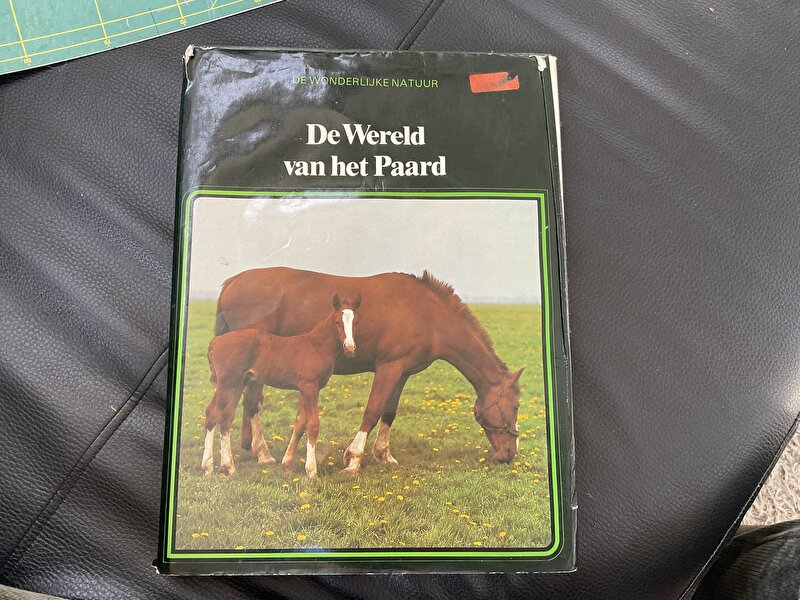 DE WONDERLIJKE NATUUR
De Wereld
van het Paard